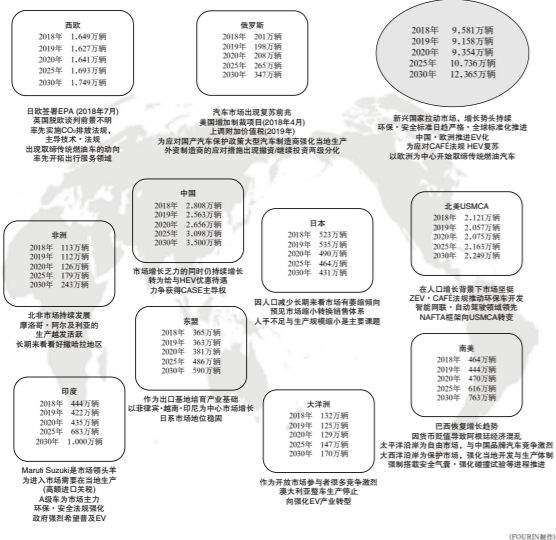 西欧
2018年 1,649万辆
2019年 1,627万辆
2020年 1,641万辆
2025年 1,693万辆
2030年 1,749万辆
日欧签署EPA (2018年7月)
英国脱欧谈判前景不明
率先实施CO₂排放法规,
主导技术・法规
出现取缔传统燃油车的动向
率先开拓出行服务领域
俄罗斯
2018年 201万辆
2019年 198万辆
2020年 208万辆
2025年 265万辆
2030年 347万辆
汽车市场出现复苏前兆
美国增加制裁项目(2018年4月)
上调附加价值税(2019年)
为应对国产汽车保护政策大型汽车制造商强化当地生产
外资制造商的应对措施出现撤资/继续投资两级分化
2018年 9,581万辆
2019年 9,158万辆
2020年 9,354万辆
2025年 10,736万辆
2030年 12,365万辆
新兴国家拉动市场，增长势头持续
环保・安全标准日趋严格・全球标准化推进
中国・欧洲推进EV化
为应对CAFE法规 HEV复苏
以欧洲为中心开始取缔传统燃油汽车
非洲
2018年 113万辆
2019年 112万辆
2020年 126万辆
2025年 179万辆
2030年 243万辆
北非市场持续发展
摩洛哥・阿尔及利亚的
生产越发活跃
长期来看看好撒哈拉地区
中国
2018年 2,808万辆
2019年 2,563万辆
2020年 2,656万辆
2025年 3,098万辆
2030年 3,500万辆
市场增长乏力的同时仍持续增长
转为给与HEV优惠待遇
力争获得CASE主导权
日本
2018年 523万辆
2019年 535万辆
2020年 490万辆
2025年 464万辆
2030年 431万辆
因人口减少长期来看市场有萎缩倾向
预见市场缩小转换销售体系
人手不足与生产规模缩小是主要课题
北美USMCA
2018年 2,121万辆
2019年 2,057万辆
2020年 2,075万辆
2025年 2,163万辆
2030年 2,249万辆
在人口增长背景下市场坚挺
ZEV・CAFE法规推动环保车开发
智能网联・自动驾驶领域领先
NAFTA框架向USMCA转变
东盟
2018年 365万辆
2019年 363万辆
2020年 381万辆
2025年 486万辆
2030年 590万辆
作为出口基地培育产业基础
以菲律宾・越南・印尼为中心市场增长
日系市场地位稳固
印度
2018年 444万辆
2019年 422万辆
2020年 435万辆
2025年 683万辆
2030年 1,000万辆
Maruti Suzuki是市场领头羊
为进入市场需要在当地生产
(高额进口关税)
A级车为市场主力
环保・安全法规强化
政府强烈希望普及EV
大洋洲
2018年 132万辆
2019年 125万辆
2020年 129万辆
2025年 147万辆
2030年 170万辆
作为开放市场参与者很多竞争激烈
澳大利亚整车生产停止
向强化EV产业转型
南美
2018年 464万辆
2019年 444万辆
2020年 470万辆
2025年 616万辆
2030年 763万辆
巴西恢复增长趋势
因货币贬值导致阿根廷经济混乱
太平洋沿岸为自由市场，与中国品牌汽车竞争激烈
大西洋沿岸为保护市场，强化当地开发与生产体制
强制搭载安全气囊・强化碰撞试验等进程推进
(FOURIN制作)